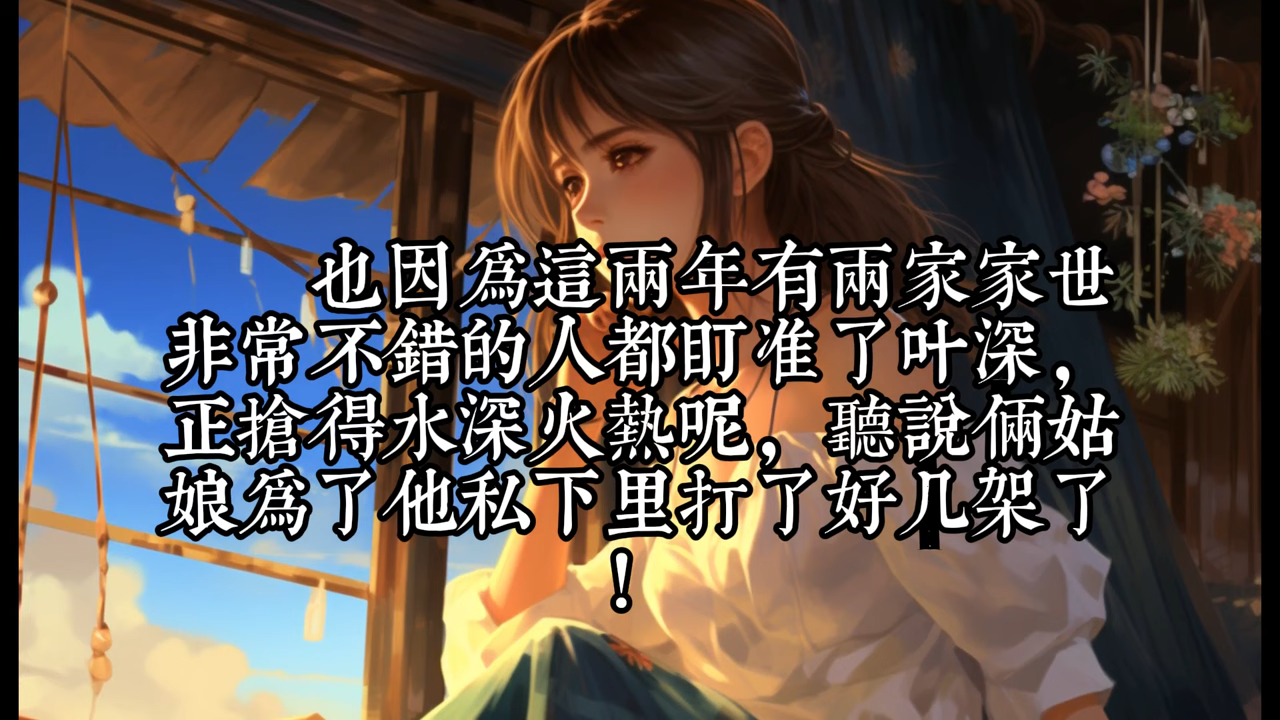 也因爲這兩年有兩家家世
非常不錯的人都盯准了叶深，
正搶得水深火熱呢，聽說倆姑
娘爲了他私下里打了好几架了
！